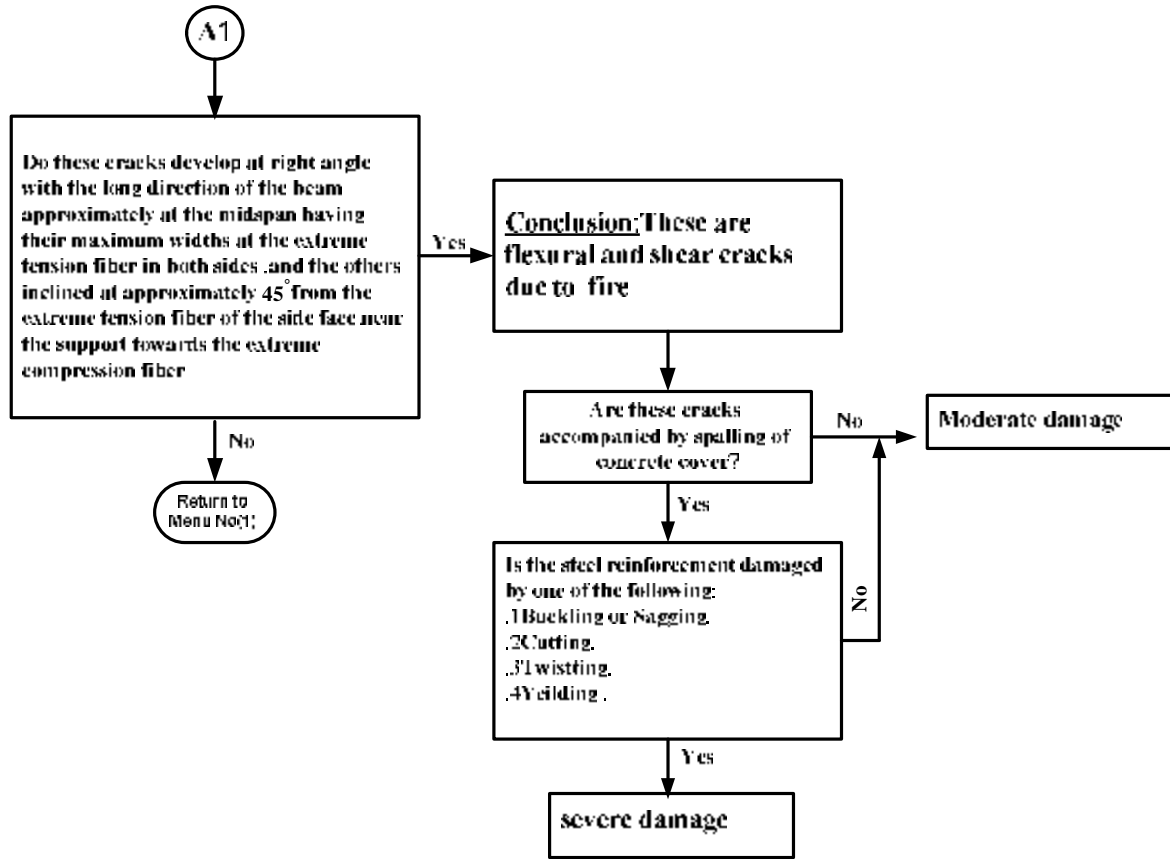 A1
Do these cracks develop at right angle
with the long direction of the beam
approximately at the midspan having
their maximum widths at the extreme
tension fiber in both sides .and the others
inclined at approximately 45° from the
extreme tension fiber of the side face near
the support towards the extreme
compression fiber
Yes
Conclusion:These are
flexural and shear cracks
due to fire
No
Return to
Menu No(1)
Are these cracks
accompanied by spalling of
concrete cover?
No
Moderate damage
Yes
Is the steel reinforcement damaged
by one of the following:
.1Buckling or Sagging.
.2Cutting.
.3Twistting.
.4Yeilding .
No
Yes
severe damage